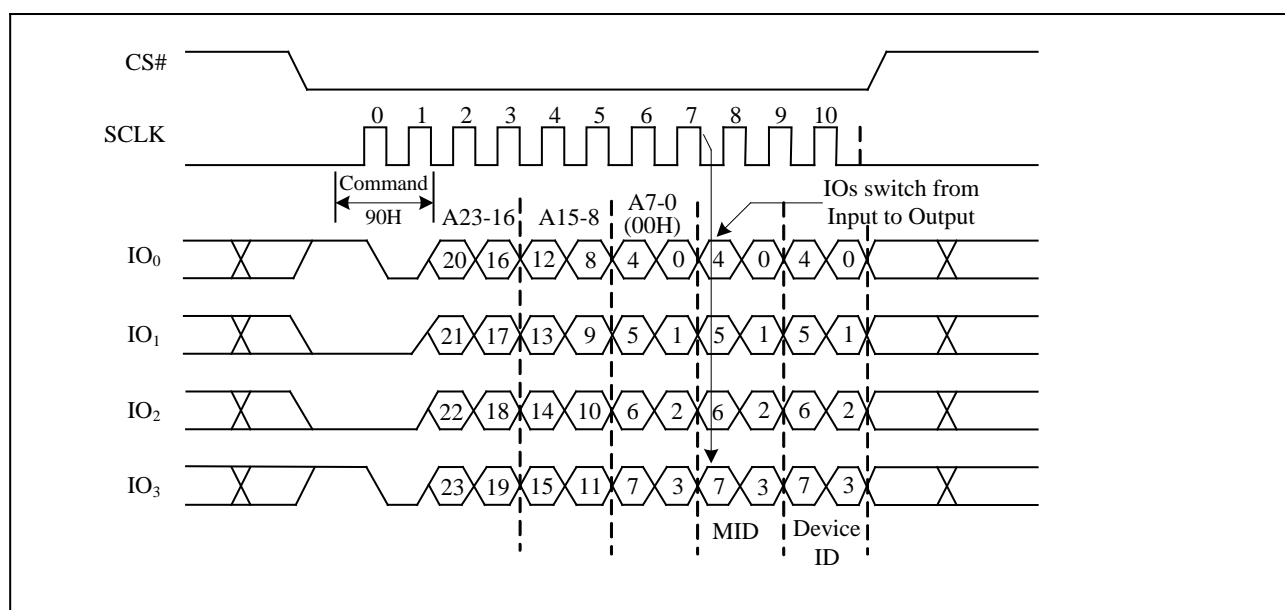 CS#
SCLK
0 1 2 3 4 5 6 7 8 9 10
Command
90H
A23-16
A15-8
A7-0
(00H)
IOs switch from
Input to Output
IO0 20 16 12 8 4 0 4 0 4 0
IO1 21 17 13 9 5 1 5 1 5 1
IO2 22 18 14 10 6 2 6 2 6 2
IO3 23 19 15 11 7 3 7 3 7 3
MID
Device
ID